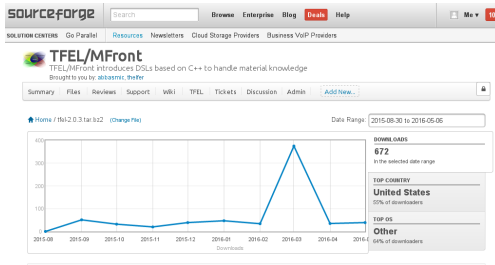 sourceforge
Search
Browse Enterprise Blog Deals Help
Me
SOLUTION CENTERS Go Parallel Resources Newsletters Cloud Storage Providers Business VoIP Providers
TFEL/MFront
TFEL/MFront introduces DSLs based on C++ to handle material knowledge
Brought to you by: abbasmic, thelfer
Summary Files Reviews Support Wiki TFEL Tickets Discussion Admin Add New...
Home / tfel-2.0.3.tar.bz2 (Change File)
Date Range: 2015-08-30 to 2016-05-06
400
300
200
100
0
2015-08 2015-09 2015-10 2015-11 2015-12 2016-01 2016-02 2016-03 2016-04
Downloads
DOWNLOADS
672
In the selected date range
TOP COUNTRY
United States
55% of downloaders
TOP OS
Other
64% of downloaders